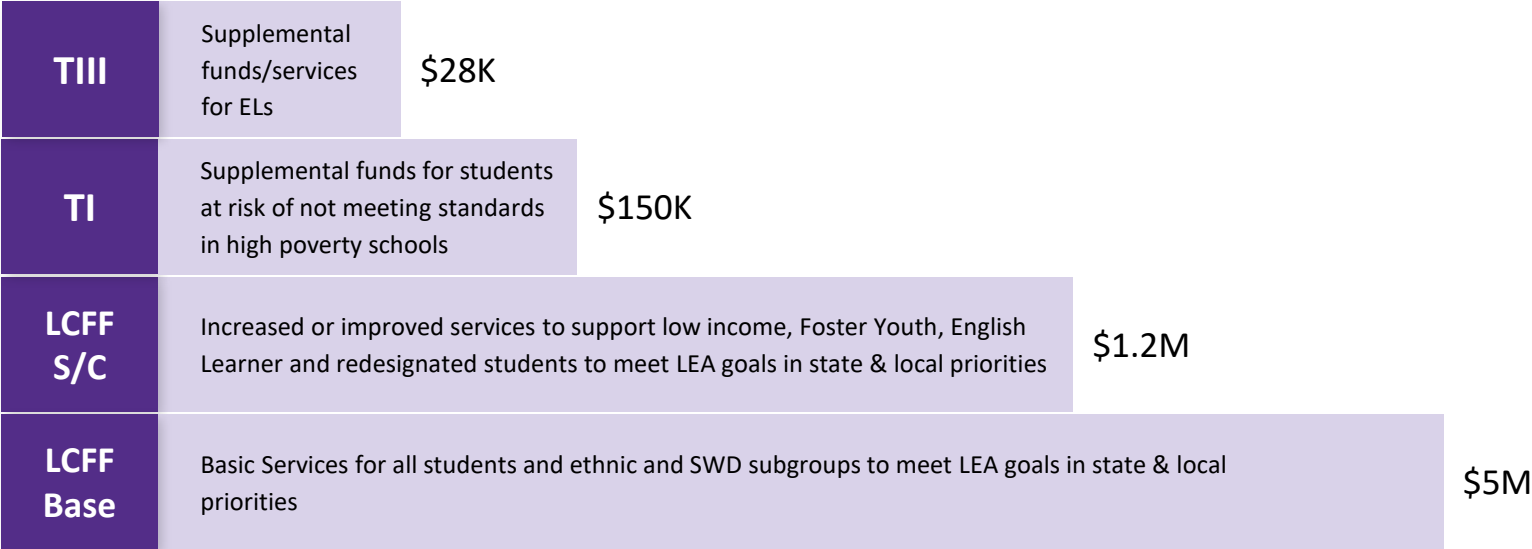 TIII
Supplemental
funds/services
for ELs
$28K
TI
Supplemental funds for students
at risk of not meeting standards
in high poverty schools
$150K
LCFF
S/C
Increased or improved services to support low income, Foster Youth, English
Learner and redesignated students to meet LEA goals in state & local priorities
$1.2M
LCFF
Base
Basic Services for all students and ethnic and SWD subgroups to meet LEA goals in state & local
priorities
$5M